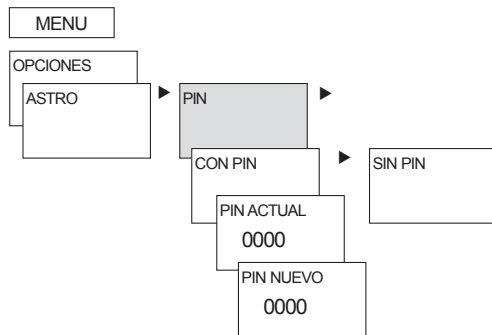 MENU
OPCIONES
ASTRO
PIN
CON PIN
SIN PIN
PIN ACTUAL
0000
PIN NUEVO
0000